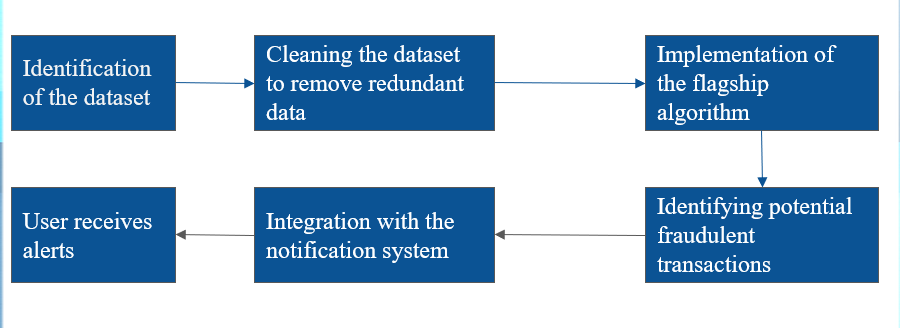 Identification
of the dataset
Cleaning the dataset
to remove redundant
data
Implementation of
the flagship
algorithm
Identifying potential
fraudulent
transactions
Integration with the
notification system
User receives
alerts